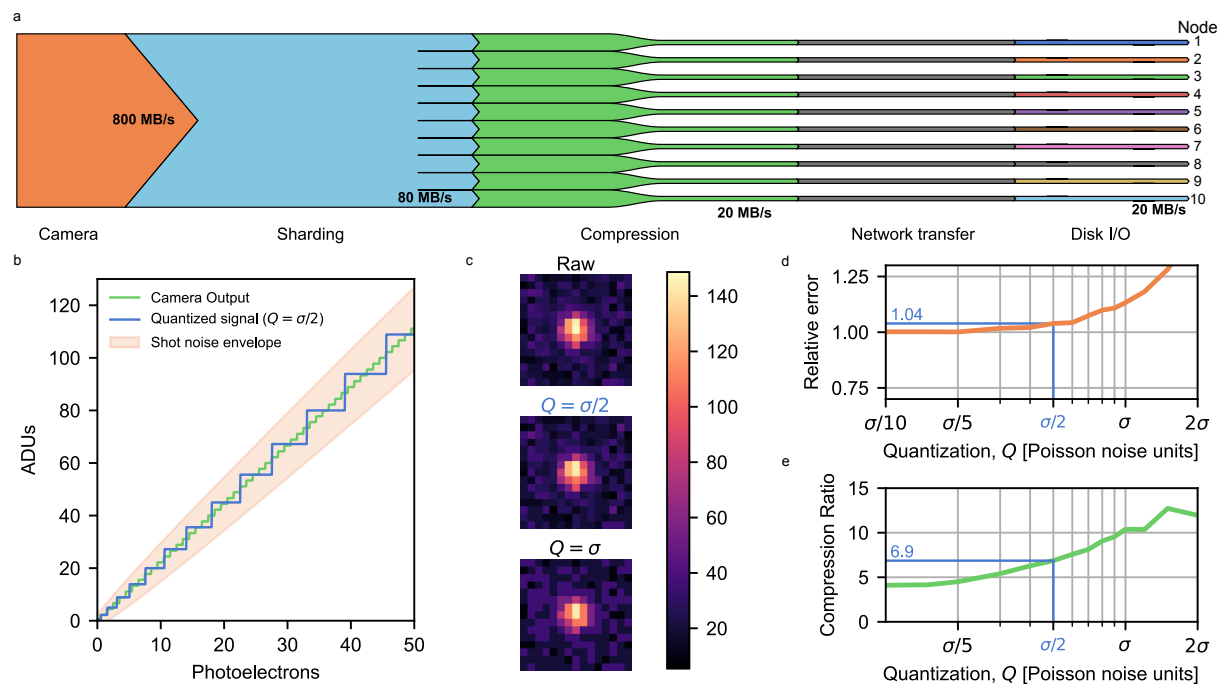 a
Node
1
2
3
4
5
6
7
8
9
10
800 MB/s
80 MB/s
20 MB/s
20 MB/s
Camera
Sharding
Compression
Network transfer
Disk I/O
b
Camera Output
Quantized signal (Q = σ/2)
Shot noise envelope
120
100
80
60
40
20
0
ADUs
0
10
20
30
40
50
Photoelectrons
c
Raw
Q = σ/2
Q = σ
140
120
100
80
60
40
20
d
1.25
1.00
0.75
Relative error
1.04
σ/10
σ/5
σ/2
σ
2σ
Quantization, Q [Poisson noise units]
e
15
10
5
0
Compression Ratio
6.9
σ/5
σ/2
σ
2σ
Quantization, Q [Poisson noise units]